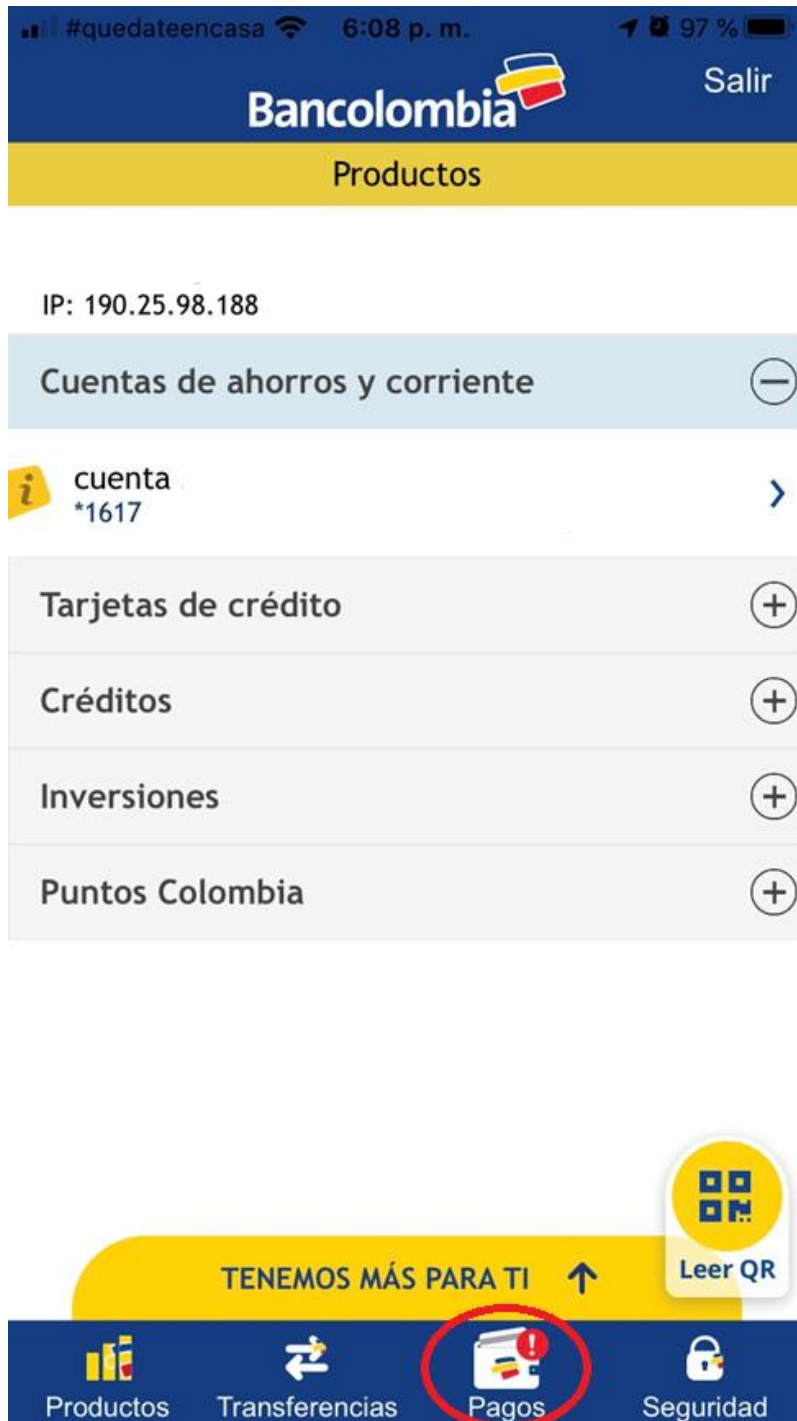 #quedateencasa 6:08 p. m. 97 %
Bancolombia Salir
Productos
IP: 190.25.98.188
Cuentas de ahorros y corriente
i cuenta
*1617
Tarjetas de crédito
Créditos
Inversiones
Puntos Colombia
Leer QR
TENEMOS MÁS PARA TI
Productos Transferencias Pagos Seguridad